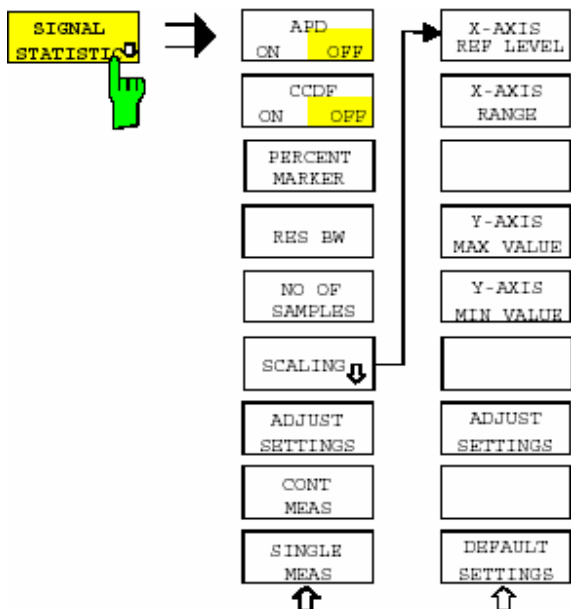 SIGNAL
STATISTIC
APD
ON OFF
CCDF
ON OFF
PERCENT
MARKER
RES BW
NO OF
SAMPLES
SCALING
ADJUST
SETTINGS
CONT
MEAS
SINGLE
MEAS
X-AXIS
REF LEVEL
X-AXIS
RANGE
Y-AXIS
MAX VALUE
Y-AXIS
MIN VALUE
ADJUST
SETTINGS
DEFAULT
SETTINGS